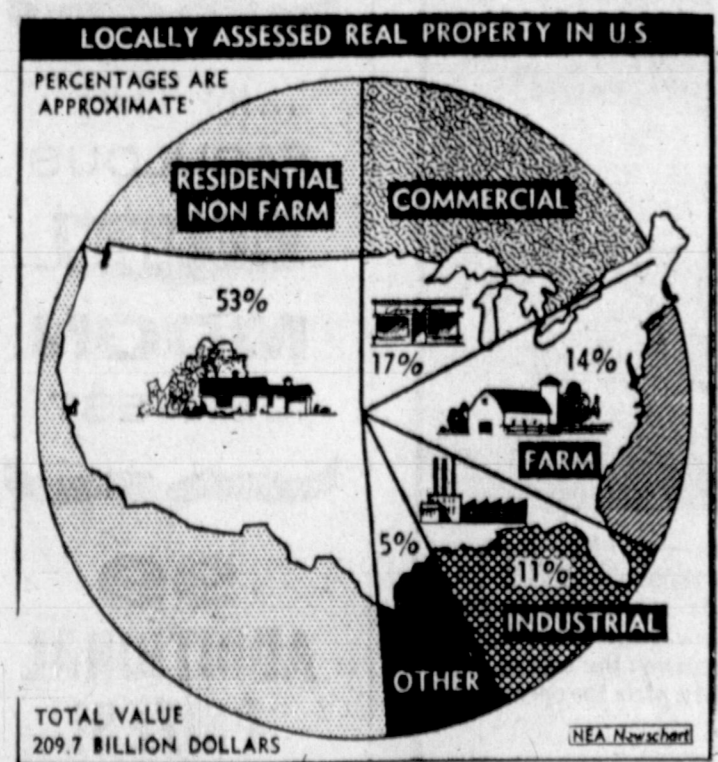 LOCALLY ASSESSED REAL PROPERTY IN U.S
PERCENTAGES ARE
APPROXIMATE
RESIDENTIAL
NON FARM
COMMERCIAL
53%
17%
14%
FARM
5%
11%
INDUSTRIAL
OTHER
TOTAL VALUE
209.7 BILLION DOLLARS
NEA Newschart